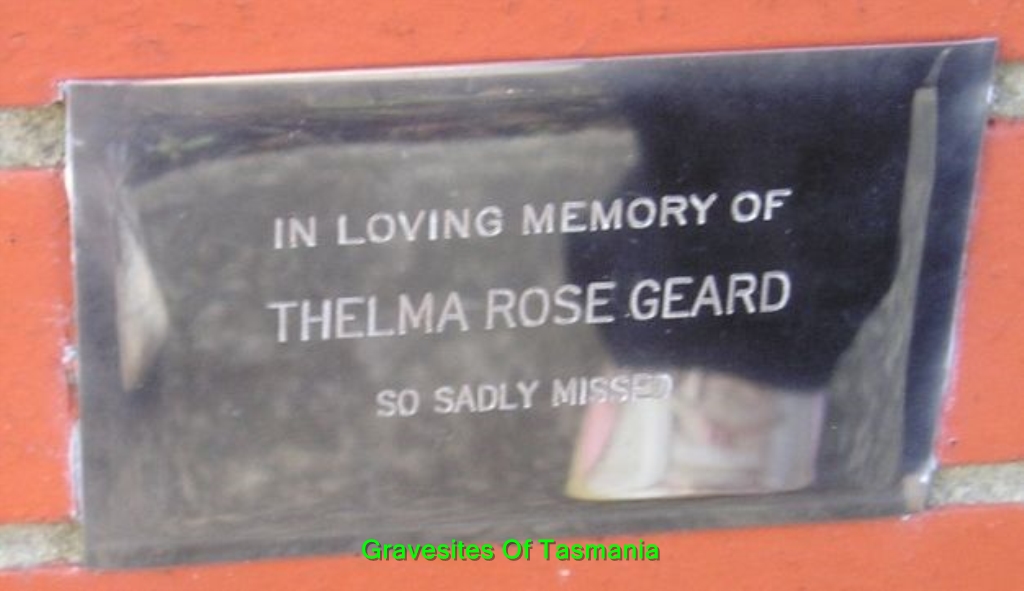 IN LOVING MEMORY OF
THELMA ROSE GEARD
SO SADLY MISSED
Gravesites Of Tasmania